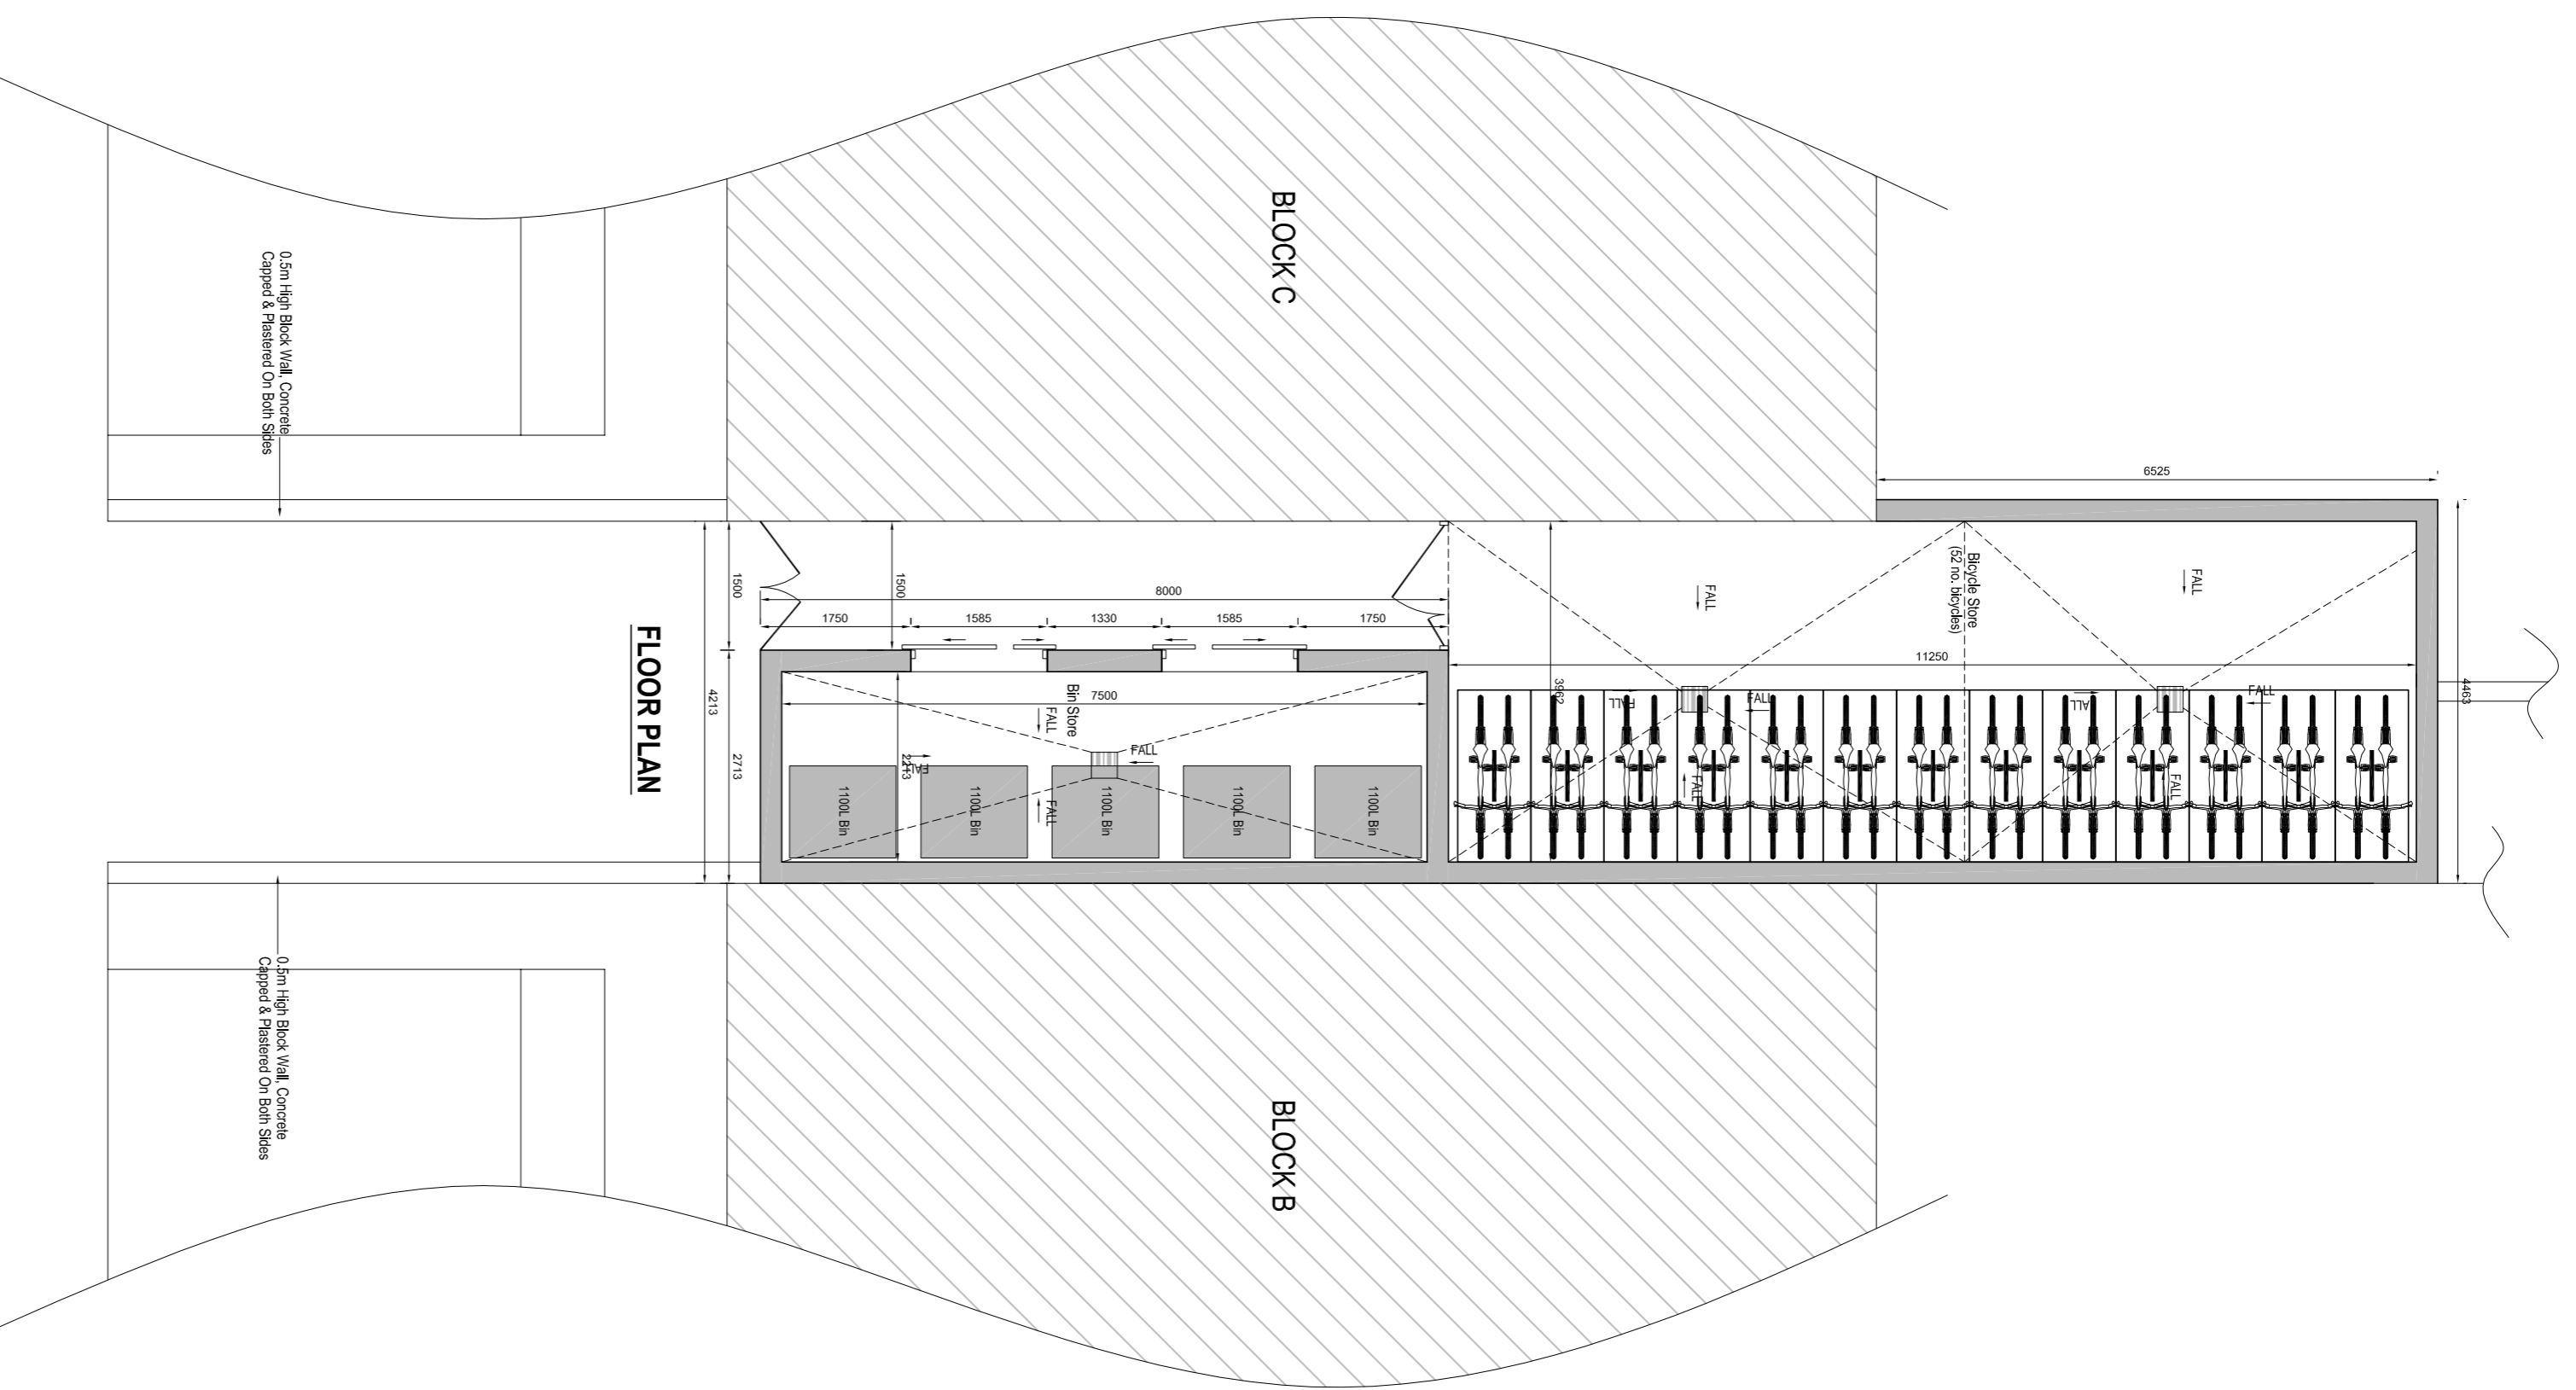 BLOCK C
0.5m High Block Wall, Concrete
Capped & Plastered On Both Sides
6525
Bicycle Store
(52 no. bicycles)
FALL
FALL
1500
1500
8000
1750
1585
1330
1585
1750
11250
4463
3962
FALL
FALL
FALL
FALL
FALL
FALL
FLOOR PLAN
4213
2713
Bin Store
7500
FALL
FALL
2213
FALL
FALL
1100L Bin
1100L Bin
1100L Bin
1100L Bin
1100L Bin
0.5m High Block Wall, Concrete
Capped & Plastered On Both Sides
BLOCK B